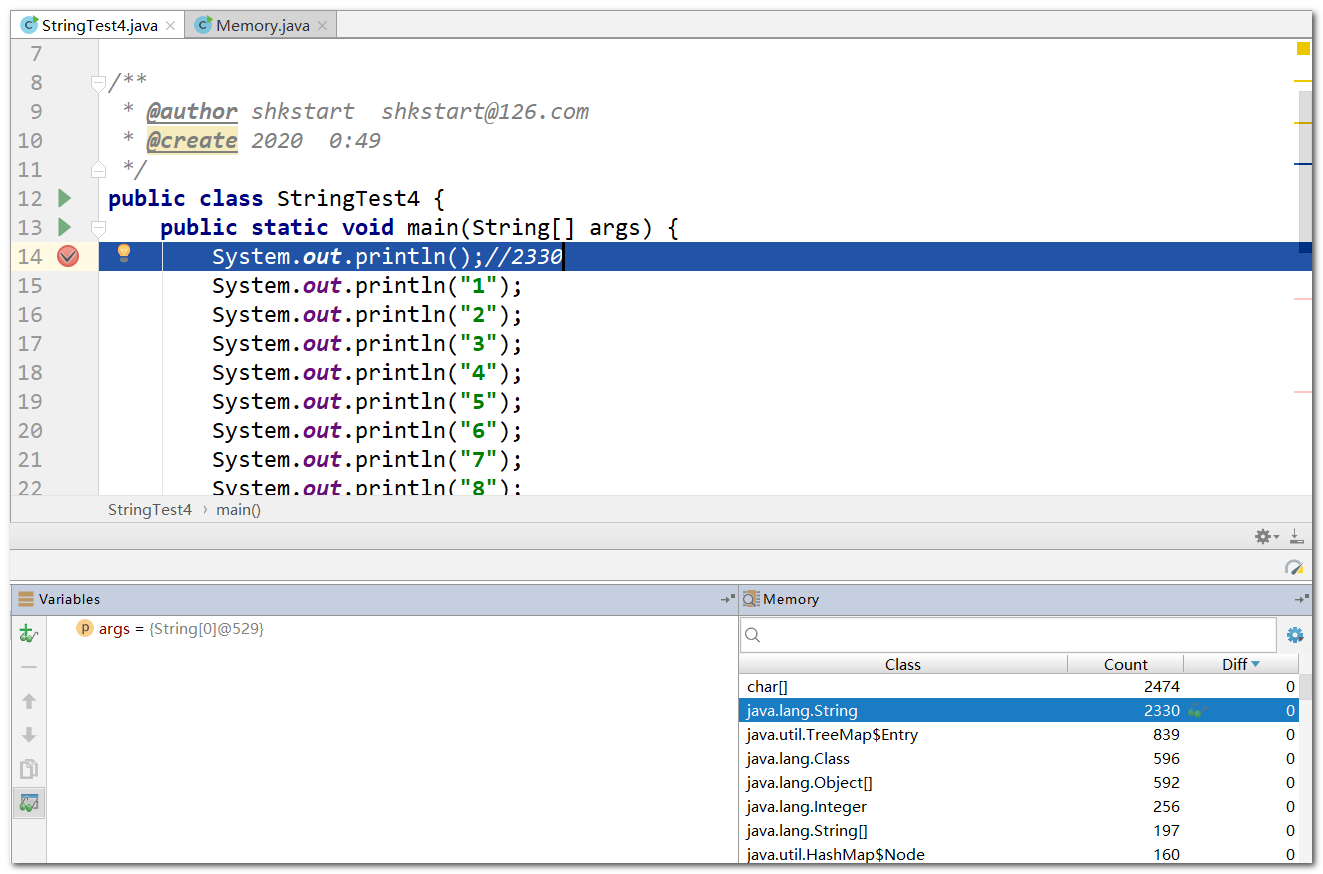 StringTest4.java Memory.java
7
8 /**
9 * @author shkstart  shkstart@126.com
10 * @create 2020  0:49
11 */
12 public class StringTest4 {
13 public static void main(String[] args) {
14 System.out.println();//2330
15 System.out.println("1");
16 System.out.println("2");
17 System.out.println("3");
18 System.out.println("4");
19 System.out.println("5");
20 System.out.println("6");
21 System.out.println("7");
22 System.out.println("8");
StringTest4 › main()
Variables
p args = {String[0]@529}
Memory
Class Count Diff
char[] 2474 0
java.lang.String 2330 0
java.util.TreeMap$Entry 839 0
java.lang.Class 596 0
java.lang.Object[] 592 0
java.lang.Integer 256 0
java.lang.String[] 197 0
java.util.HashMap$Node 160 0